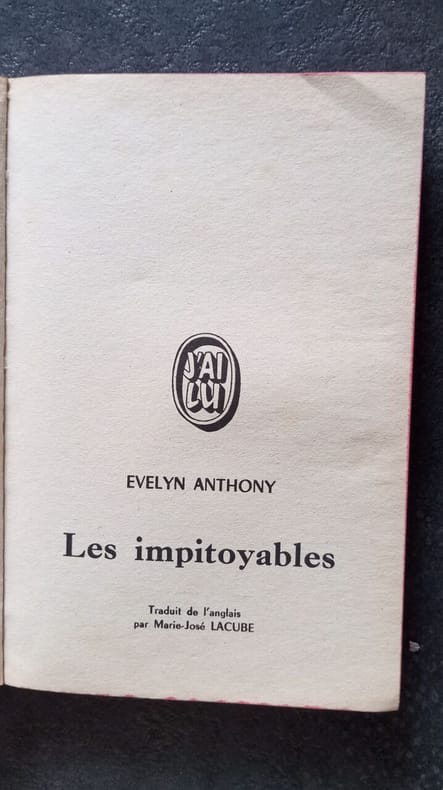 J'AI
LU
EVELYN ANTHONY
Les impitoyables
Traduit de l'anglais
par Marie-José LACUBE